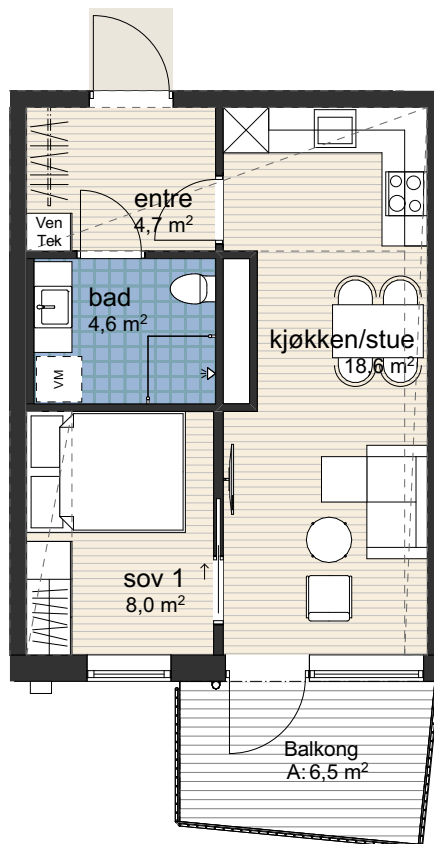 entre
4,7 m²
Ven
Tek
bad
4,6 m²
kjøkken/stue
18,6 m²
VM
sov 1
8,0 m²
Balkong
A: 6,5 m²